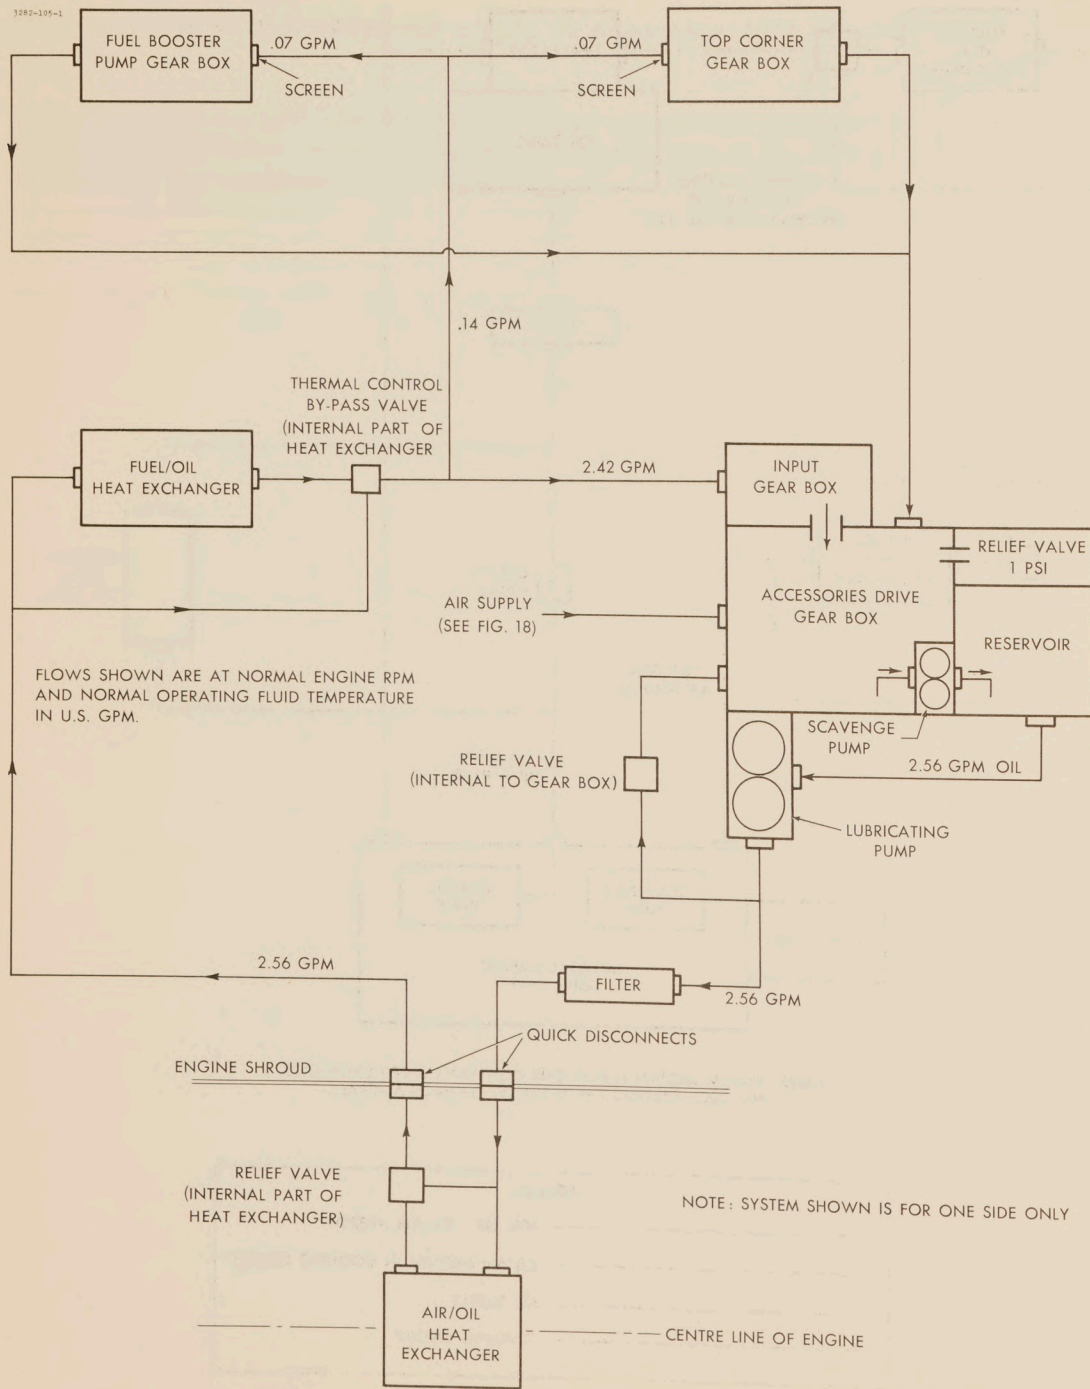 3282-105-1
FUEL BOOSTER
PUMP GEAR BOX
.07 GPM
SCREEN
.07 GPM
SCREEN
TOP CORNER
GEAR BOX
.14 GPM
THERMAL CONTROL
BY-PASS VALVE
(INTERNAL PART OF
HEAT EXCHANGER
FUEL/OIL
HEAT EXCHANGER
2.42 GPM
INPUT
GEAR BOX
RELIEF VALVE
1 PSI
ACCESSORIES DRIVE
GEAR BOX
AIR SUPPLY
(SEE FIG. 18)
RESERVOIR
FLOWS SHOWN ARE AT NORMAL ENGINE RPM
AND NORMAL OPERATING FLUID TEMPERATURE
IN U.S. GPM.
SCAVENGE
PUMP
RELIEF VALVE
(INTERNAL TO GEAR BOX)
2.56 GPM OIL
LUBRICATING
PUMP
2.56 GPM
FILTER
2.56 GPM
QUICK DISCONNECTS
ENGINE SHROUD
RELIEF VALVE
(INTERNAL PART OF
HEAT EXCHANGER)
NOTE: SYSTEM SHOWN IS FOR ONE SIDE ONLY
AIR/OIL
HEAT
EXCHANGER
CENTRE LINE OF ENGINE